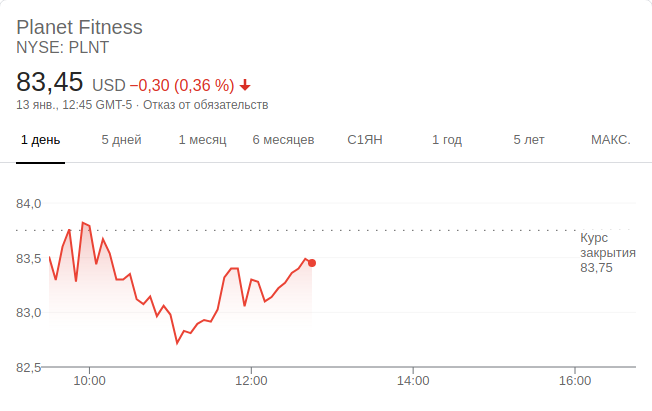 Planet Fitness
NYSE: PLNT
83,45 USD −0,30 (0,36 %)
13 янв., 12:45 GMT-5 · Отказ от обязательств
1 день 5 дней 1 месяц 6 месяцев С1ЯН 1 год 5 лет МАКС.
84,0
83,5
83,0
82,5
Курс
закрытия
83,75
10:00 12:00 14:00 16:00